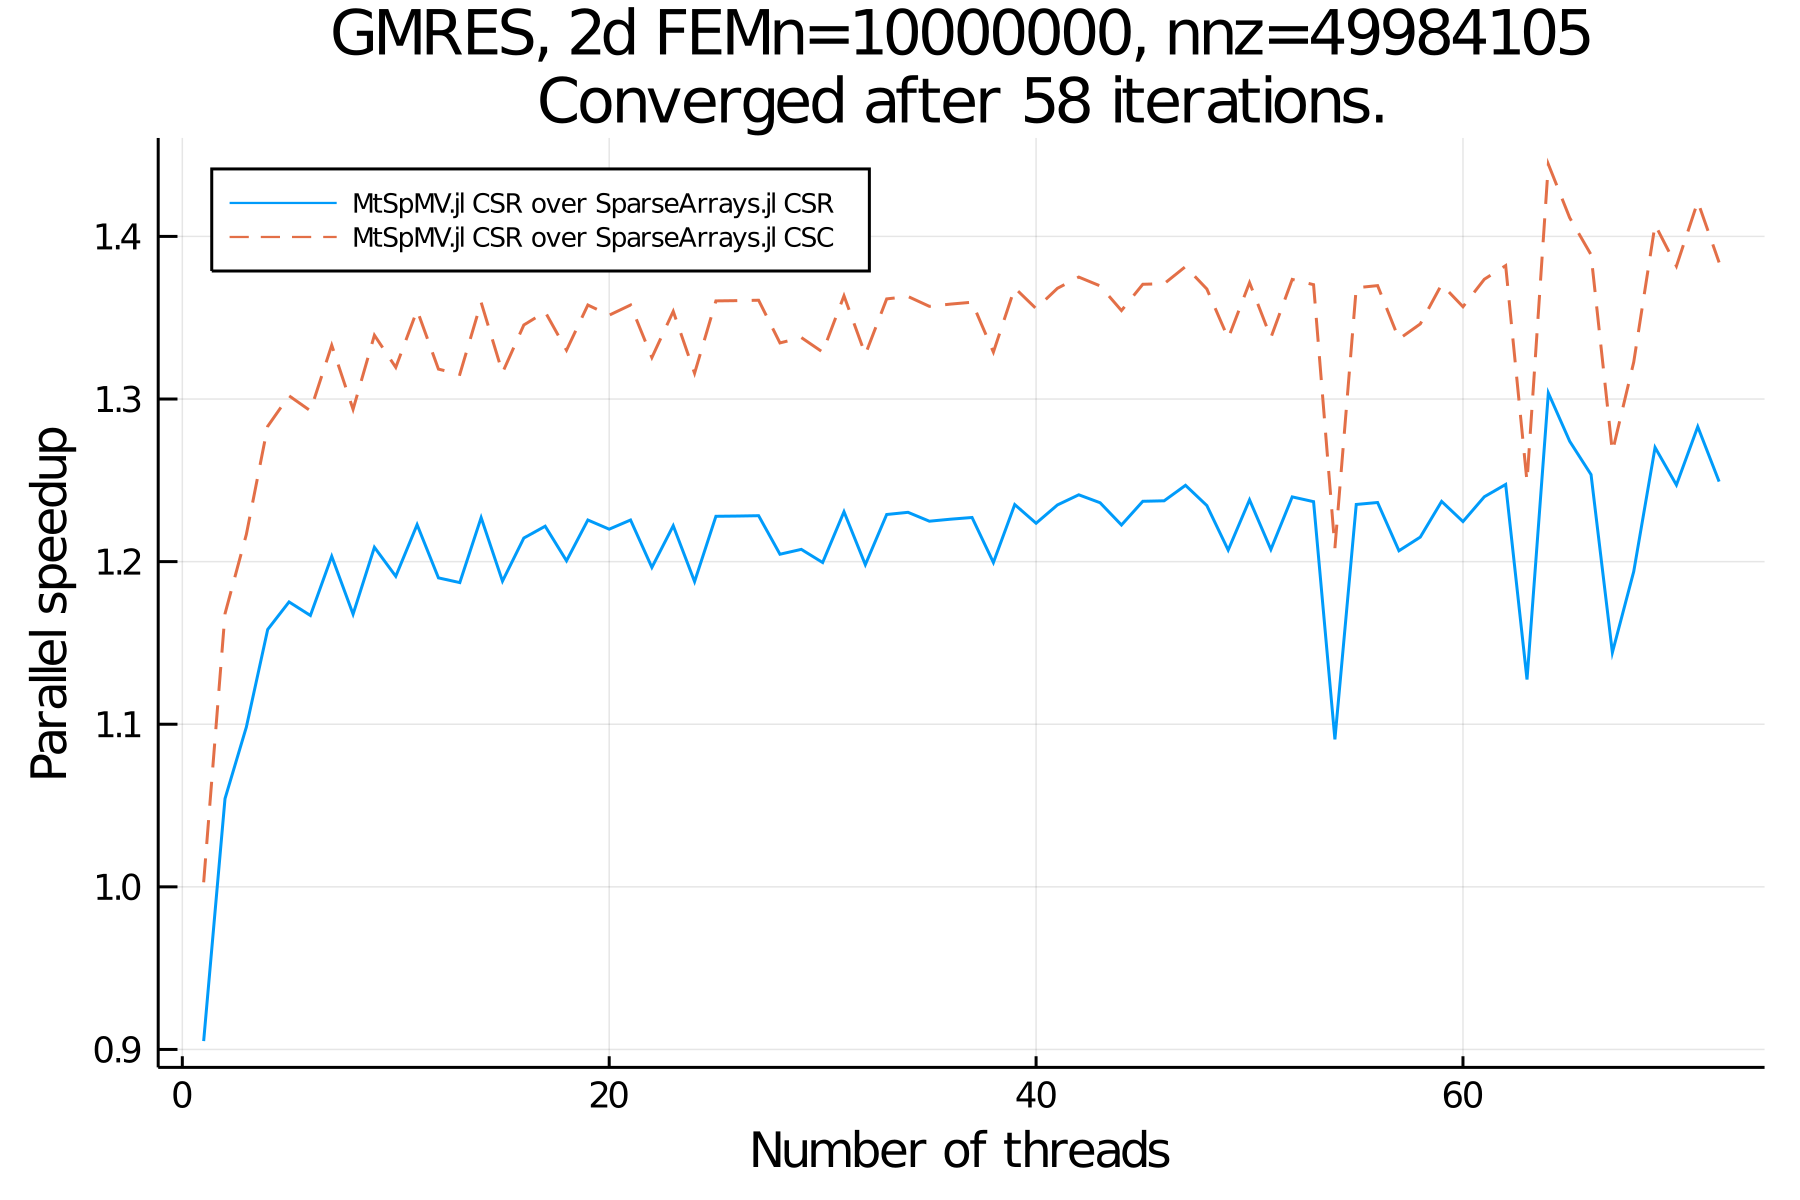 GMRES, 2d FEMn=10000000, nnz=49984105
Converged after 58 iterations.
MtSpMV.jl CSR over SparseArrays.jl CSR
MtSpMV.jl CSR over SparseArrays.jl CSC
Parallel speedup
1.4
1.3
1.2
1.1
1.0
0.9
0 20 40 60
Number of threads